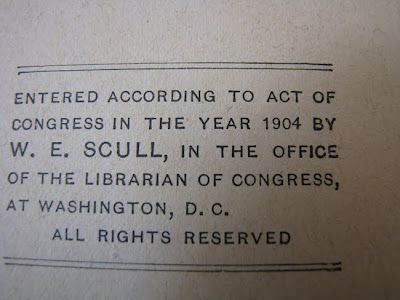 ENTERED ACCORDING TO ACT OF
CONGRESS IN THE YEAR 1904 BY
W. E. SCULL, IN THE OFFICE
OF THE LIBRARIAN OF CONGRESS,
AT WASHINGTON, D. C.
ALL RIGHTS RESERVED